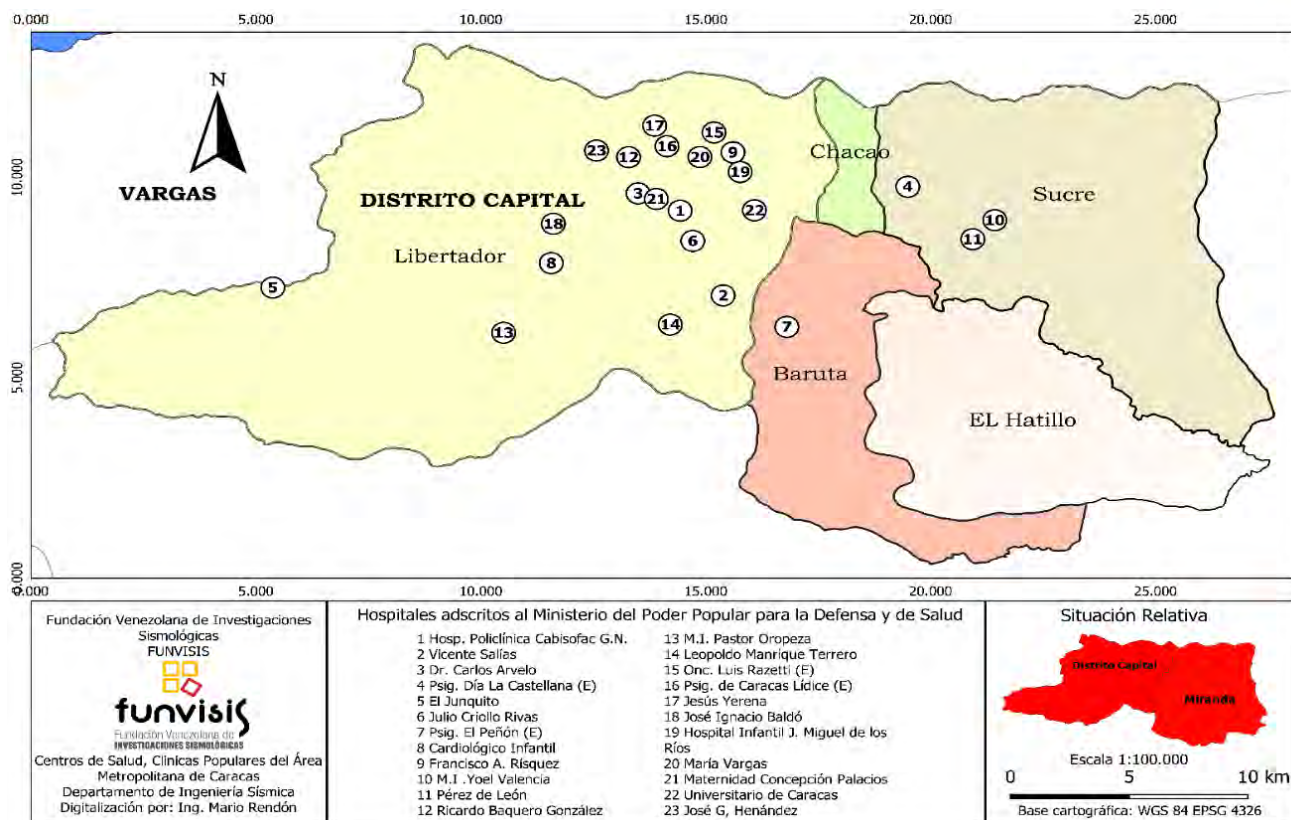 0.000 5.000 10.000 15.000 20.000 25.000
N
VARGAS
DISTRITO CAPITAL
Libertador
Chacao
Sucre
Baruta
EL Hatillo
17
15
23
12
16
20
9
19
3
21
1
22
18
6
8
5
2
13
14
7
4
10
11
10.000
5.000
0.000
0.000 5.000 10.000 15.000 20.000 25.000
Fundación Venezolana de Investigaciones
Sismológicas
FUNVISIS
funvisis
Fundación Venezolana de
INVESTIGACIONES SISMOLÓGICAS
Centros de Salud, Clinicas Populares del Área
Metropolitana de Caracas
Departamento de Ingeniería Sísmica
Digitalización por: Ing. Mario Rendón
Hospitales adscritos al Ministerio del Poder Popular para la Defensa y de Salud
1 Hosp. Policlínica Cabisofac G.N.
2 Vicente Salías
3 Dr. Carlos Arvelo
4 Psig. Día La Castellana (E)
5 El Junquito
6 Julio Criollo Rivas
7 Psig. El Peñón (E)
8 Cardiológico Infantil
9 Francisco A. Rísquez
10 M.I .Yoel Valencia
11 Pérez de León
12 Ricardo Baquero González
13 M.I. Pastor Oropeza
14 Leopoldo Manrique Terrero
15 Onc. Luis Razetti (E)
16 Psig. de Caracas Lídice (E)
17 Jesús Yerena
18 José Ignacio Baldó
19 Hospital Infantil J. Miguel de los
Ríos
20 María Vargas
21 Maternidad Concepción Palacios
22 Universitario de Caracas
23 José G, Henández
Situación Relativa
Distrito Capital
Miranda
Escala 1:100.000
0 5 10 km
Base cartográfica: WGS 84 EPSG 4326